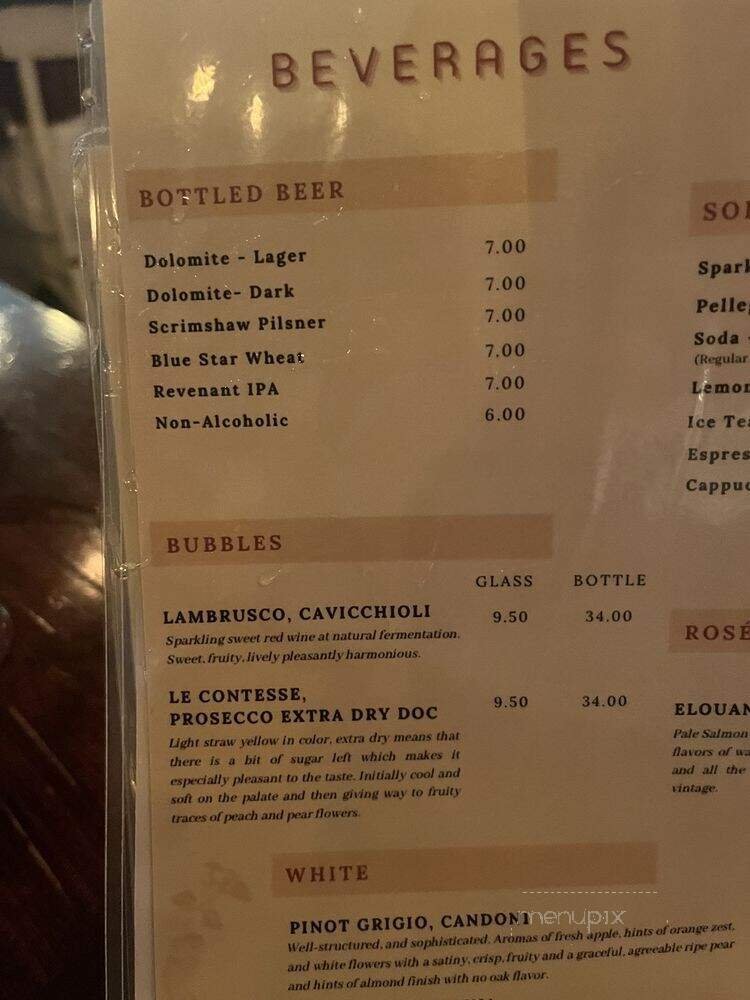 BEVERAGES
BOTTLED BEER
Dolomite - Lager 7.00
Dolomite- Dark 7.00
Scrimshaw Pilsner 7.00
Blue Star Wheat 7.00
Revenant IPA 7.00
Non-Alcoholic 6.00
BUBBLES
GLASS BOTTLE
LAMBRUSCO, CAVICCHIOLI 9.50 34.00
Sparkling sweet red wine at natural fermentation.
Sweet, fruity, lively pleasantly harmonious.
LE CONTESSE,
PROSECCO EXTRA DRY DOC 9.50 34.00
Light straw yellow in color, extra dry means that
there is a bit of sugar left which makes it
especially pleasant to the taste. Initially cool and
soft on the palate and then giving way to fruity
traces of peach and pear flowers.
WHITE
PINOT GRIGIO, CANDONI
Well-structured, and sophisticated. Aromas of fresh apple, hints of orange zest,
and white flowers with a satiny, crisp, fruity and a graceful, agreeable ripe pear
and hints of almond finish with no oak flavor.
Soda
(Regular
Ice
ROSÉ
Pale Salmon
flavors of
and all the
vintage.
menupix